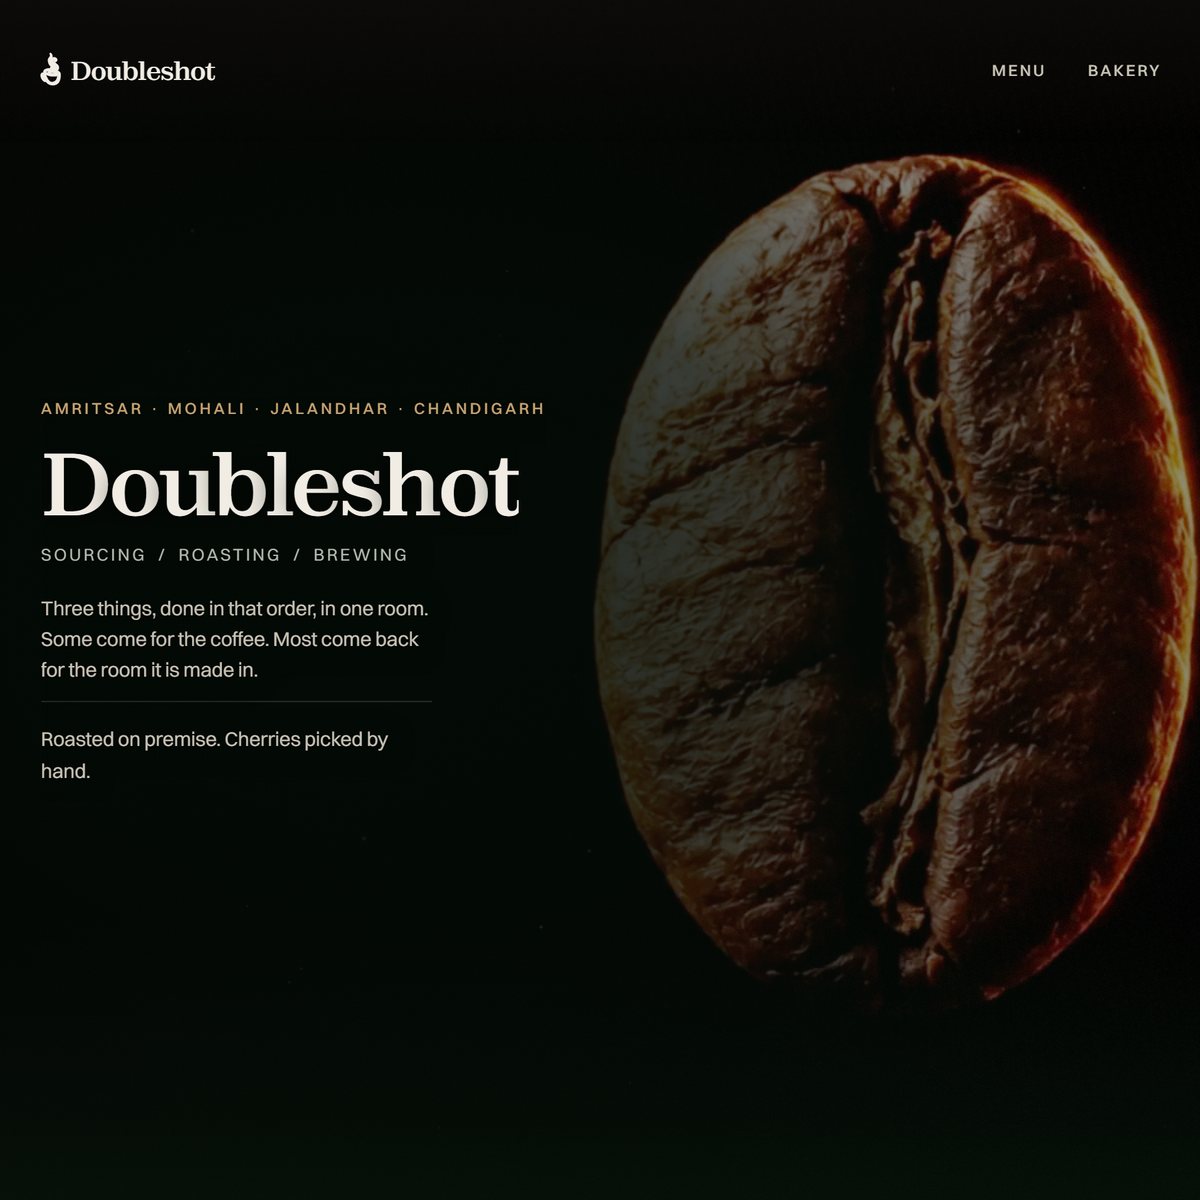 Doubleshot
MENU
BAKERY
AMRITSAR · MOHALI · JALANDHAR · CHANDIGARH
Doubleshot
SOURCING / ROASTING / BREWING
Three things, done in that order, in one room.
Some come for the coffee. Most come back
for the room it is made in.
Roasted on premise. Cherries picked by
hand.